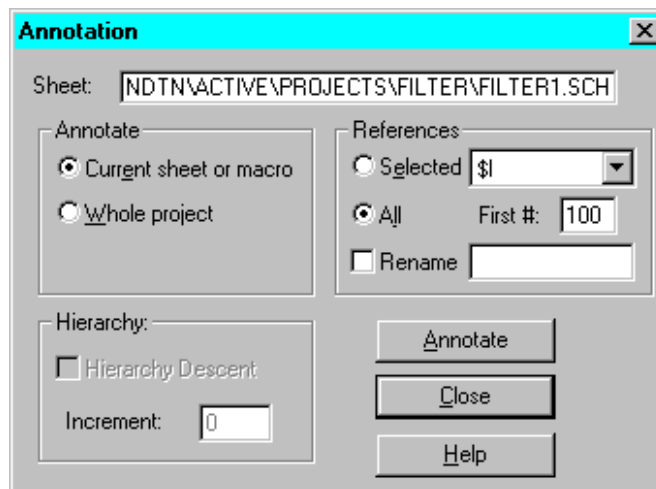 Annotation
Sheet: NDTN\ACTIVE\PROJECTS\FILTER\FILTER1.SCH
Annotate
Current sheet or macro
Whole project
References
Selected $I
All First #: 100
Rename
Hierarchy:
Hierarchy Descent
Increment: 0
Annotate
Close
Help